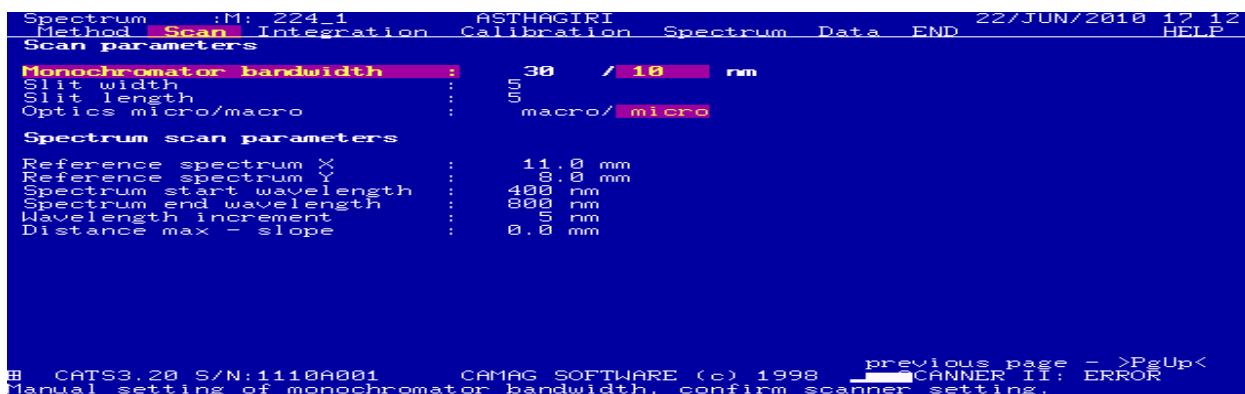 Spectrum :M: 224_1 ASTHAGIRI 22/JUN/2010 17 12
Method Scan Integration Calibration Spectrum Data END HELP
Scan parameters
Monochromator bandwidth : 30 / 10 nm
Slit width : 5
Slit length : 5
Optics micro/macro : macro/ micro
Spectrum scan parameters
Reference spectrum X : 11.0 mm
Reference spectrum Y : 8.0 mm
Spectrum start wavelength : 400 nm
Spectrum end wavelength : 800 nm
Wavelength increment : 5 nm
Distance max - slope : 0.0 mm
previous page - >PgUp<
CATS3.20 S/N:1110A001 CAMAG SOFTWARE (c) 1998 CANNER II: ERROR
Manual setting of monochromator bandwidth, confirm scanner setting.